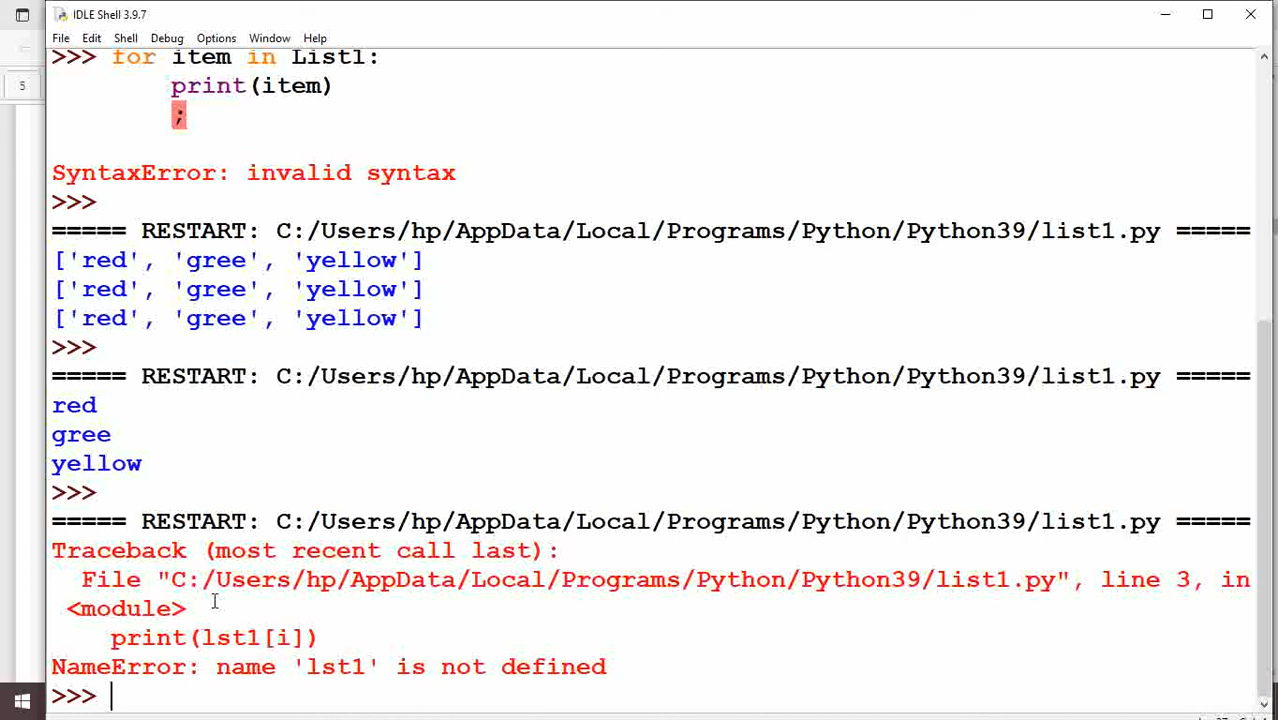 IDLE Shell 3.9.7
File Edit Shell Debug Options Window Help
5
>>> for item in List1:
print(item)
;
SyntaxError: invalid syntax
>>>
===== RESTART: C:/Users/hp/AppData/Local/Programs/Python/Python39/list1.py =====
['red', 'gree', 'yellow']
['red', 'gree', 'yellow']
['red', 'gree', 'yellow']
>>>
===== RESTART: C:/Users/hp/AppData/Local/Programs/Python/Python39/list1.py =====
red
gree
yellow
>>>
===== RESTART: C:/Users/hp/AppData/Local/Programs/Python/Python39/list1.py =====
Traceback (most recent call last):
File "C:/Users/hp/AppData/Local/Programs/Python/Python39/list1.py", line 3, in
<module>
print(lst1[i])
NameError: name 'lst1' is not defined
>>>